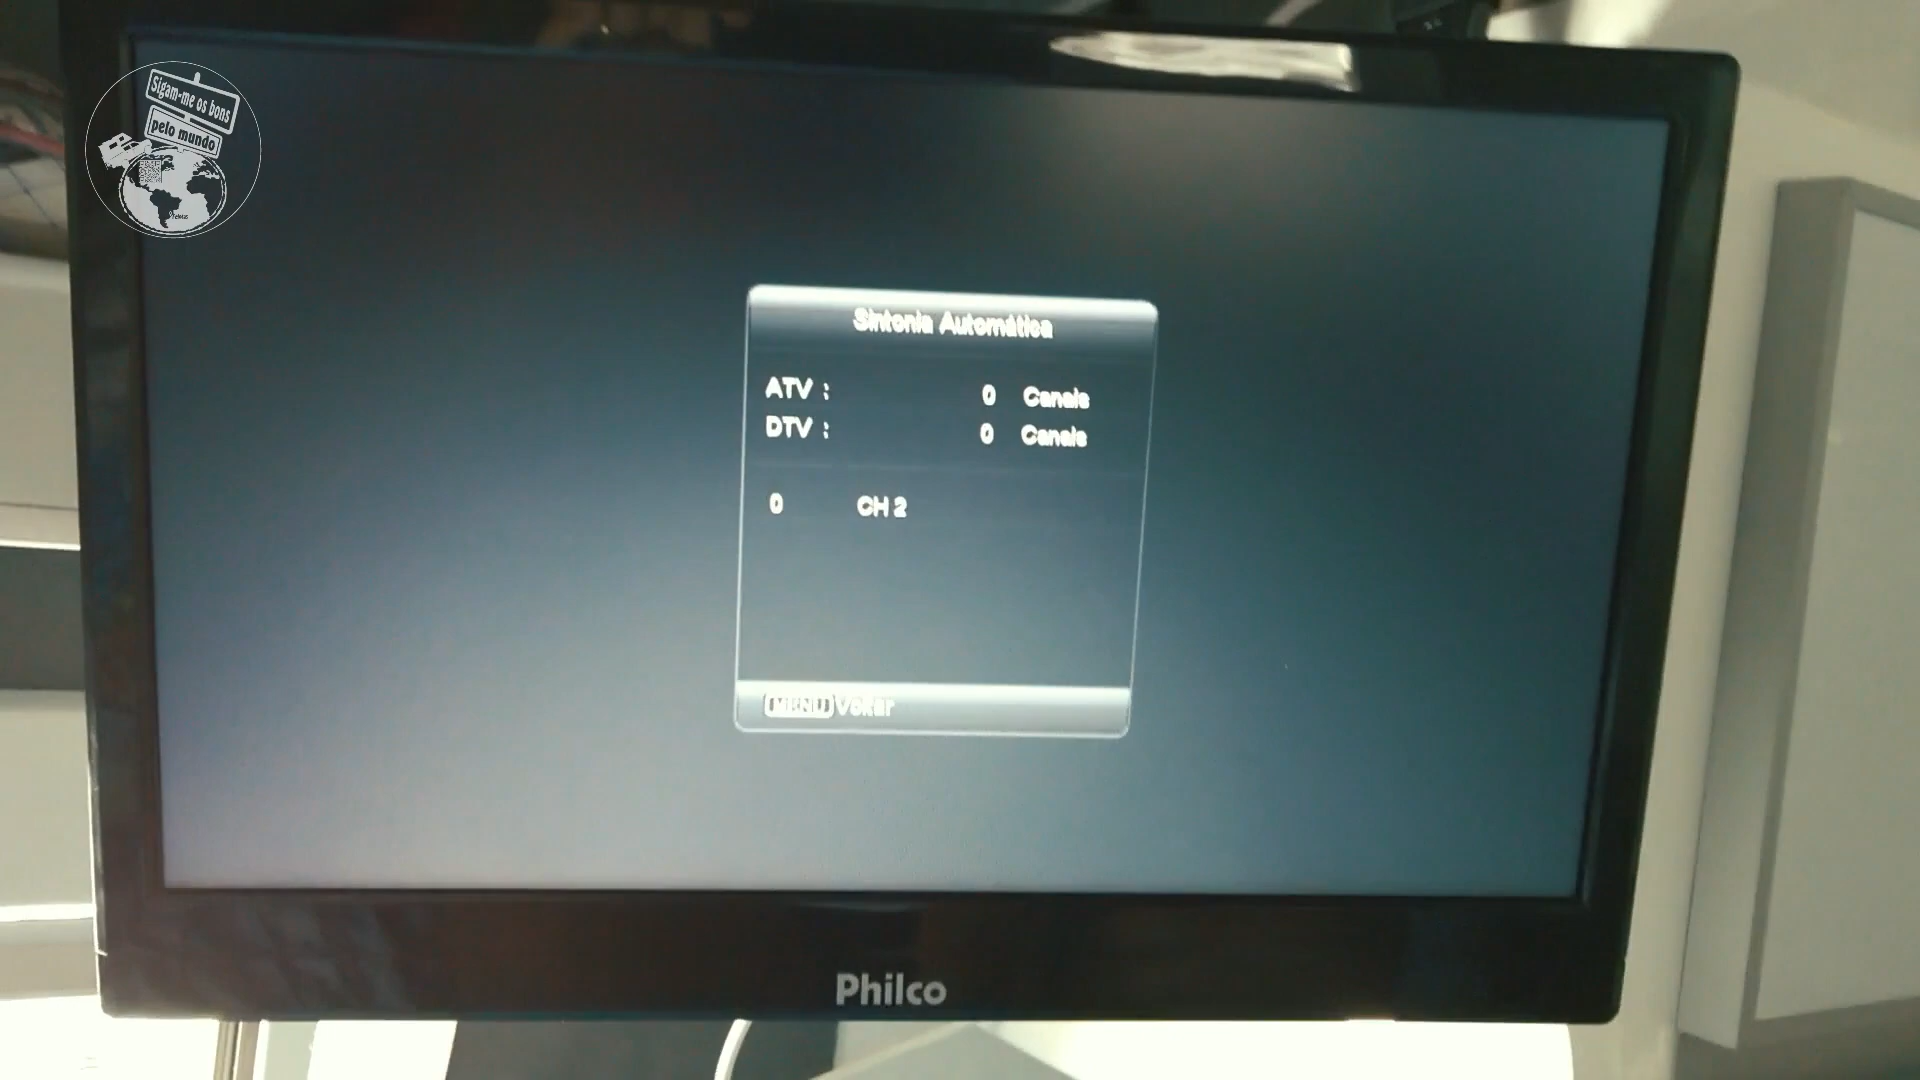 Sigam-me os bons
pelo mundo
Sintonia Automática
ATV : 0 Canais
DTV : 0 Canais
0 CH 2
MENU Voltar
Philco